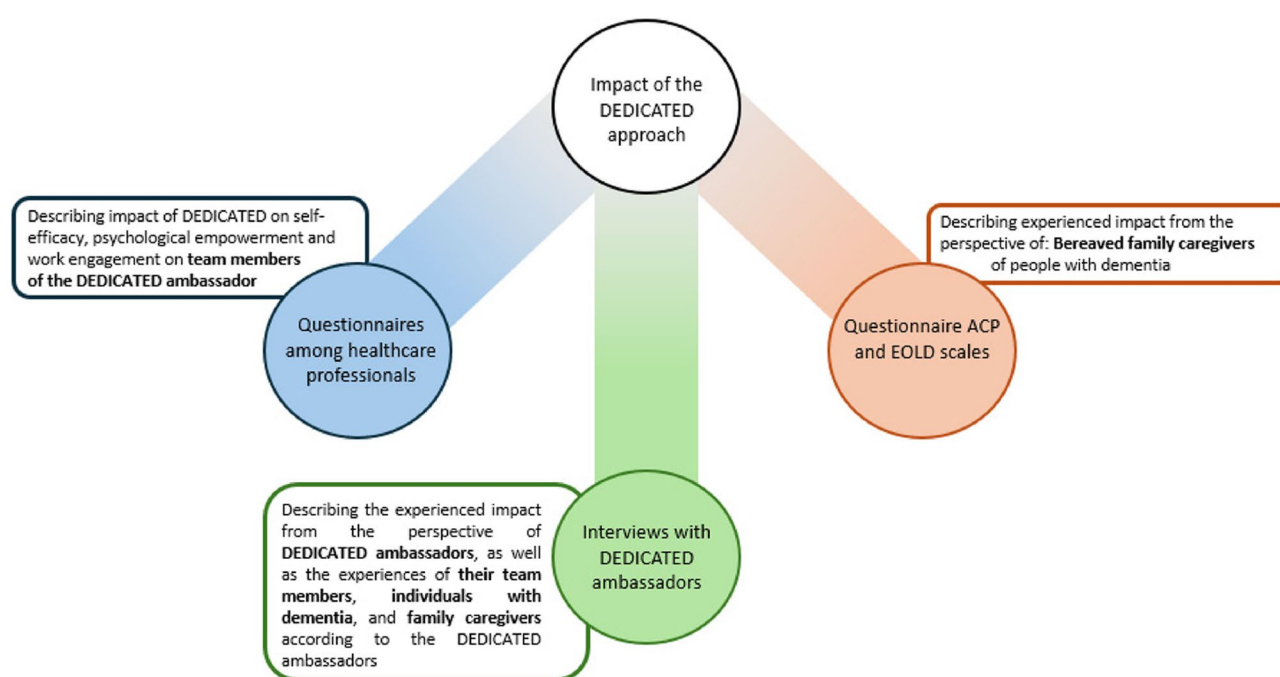 Impact of the
DEDICATED
approach
Describing impact of DEDICATED on self-
efficacy, psychological empowerment and
work engagement on team members
of the DEDICATED ambassador
Describing experienced impact from the
perspective of: Bereaved family caregivers
of people with dementia
Questionnaires
among healthcare
professionals
Questionnaire ACP
and EOLD scales
Describing the experienced impact
from the perspective of
DEDICATED ambassadors, as well
as the experiences of their team
members, individuals with
dementia, and family caregivers
according to the DEDICATED
ambassadors
Interviews with
DEDICATED
ambassadors